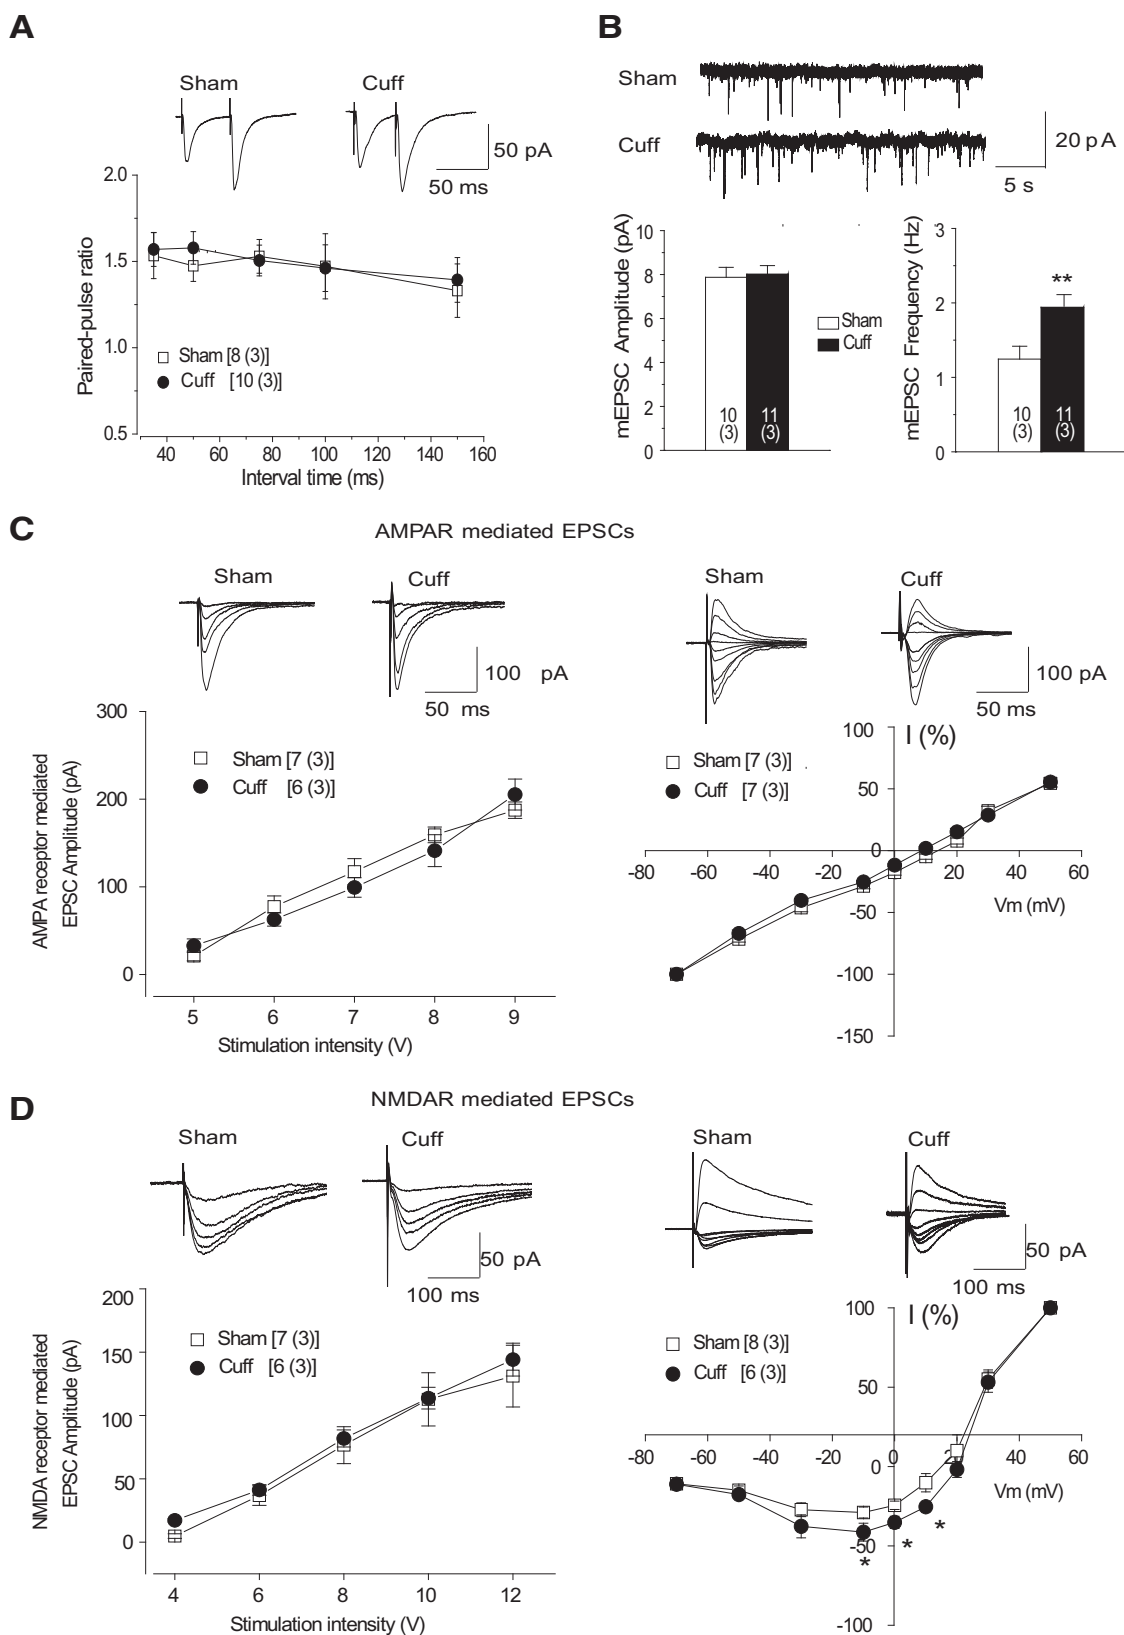 A
Sham
Cuff
50 pA
50 ms
2.0
1.5
1.0
0.5
Paired-pulse ratio
Sham [8 (3)]
Cuff [10 (3)]
40 60 80 100 120 140 160
Interval time (ms)
B
Sham
Cuff
20 pA
5 s
mEPSC Amplitude (pA)
10
8
6
4
2
0
10
(3)
11
(3)
Sham
Cuff
mEPSC Frequency (Hz)
3
2
1
0
**
10
(3)
11
(3)
C
AMPAR mediated EPSCs
Sham
Cuff
100 pA
50 ms
AMPA receptor mediated
EPSC Amplitude (pA)
300
200
100
0
Sham [7 (3)]
Cuff [6 (3)]
5 6 7 8 9
Stimulation intensity (V)
Sham
Cuff
100 pA
50 ms
I (%)
Sham [7 (3)]
Cuff [7 (3)]
100
50
0
-50
-100
-150
-80 -60 -40 -20 20 40 60
Vm (mV)
D
NMDAR mediated EPSCs
Sham
Cuff
50 pA
100 ms
NMDA receptor mediated
EPSC Amplitude (pA)
200
150
100
50
0
Sham [7 (3)]
Cuff [6 (3)]
4 6 8 10 12
Stimulation intensity (V)
Sham
Cuff
50 pA
100 ms
I (%)
Sham [8 (3)]
Cuff [6 (3)]
100
50
0
-50
-100
-80 -60 -40 -20 0 20 40 60
Vm (mV)
*
*
*